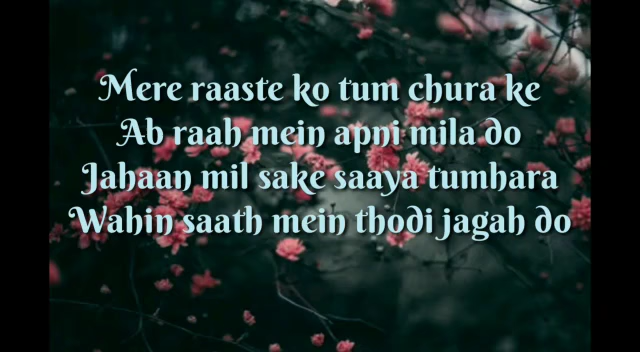 Mere raaste ko tum chura ke
Ab raah mein apni mila do
Jahaan mil sake saaya tumhara
Wahin saath mein thodi jagah do